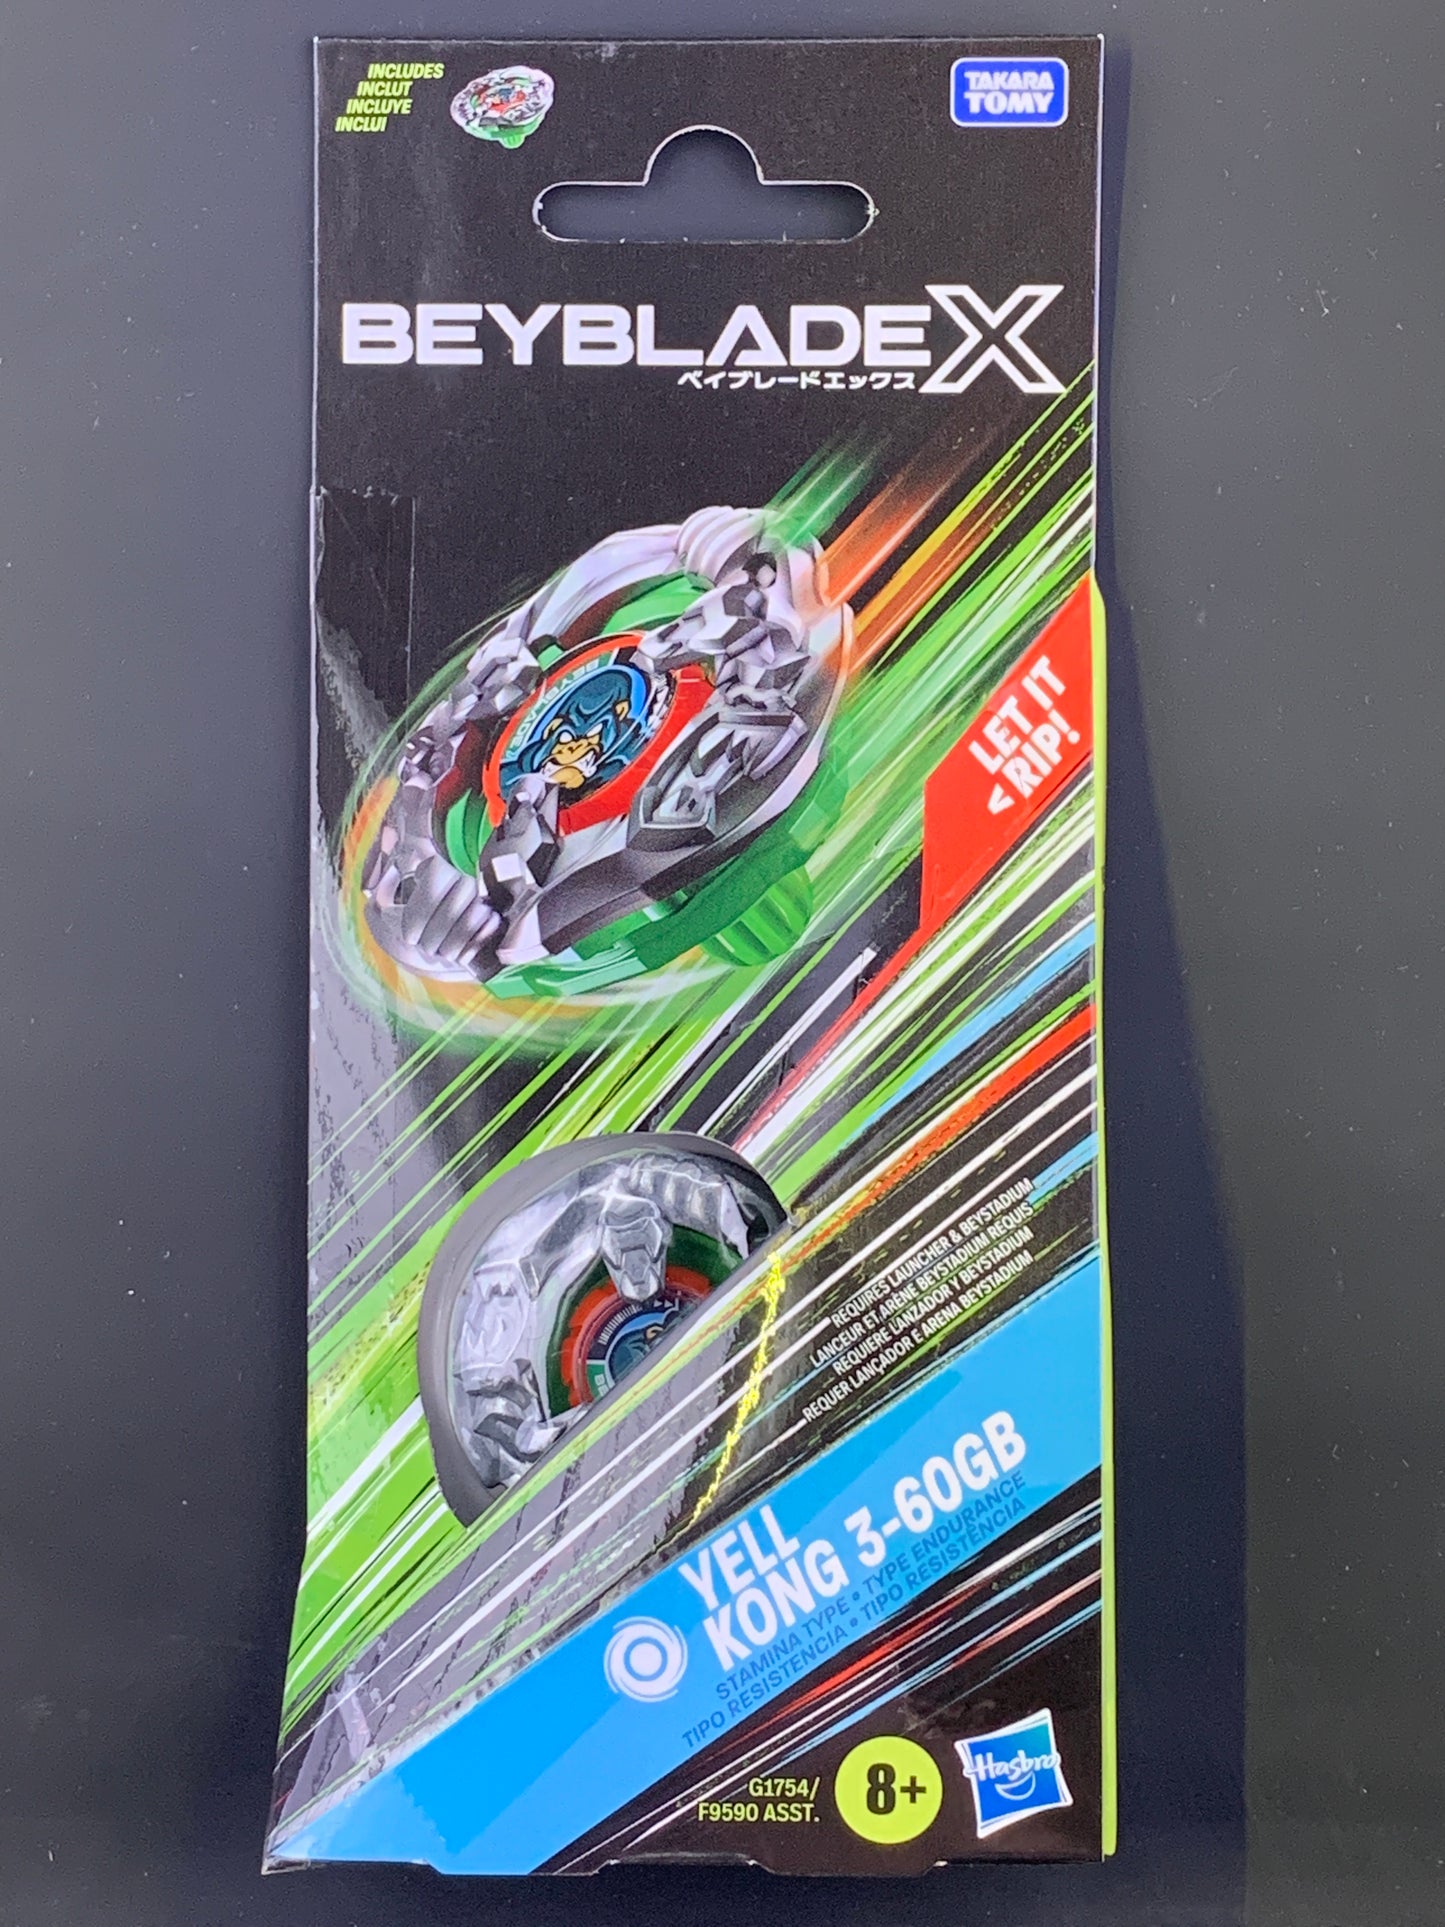 INCLUDES
INCLUT
INCLUYE
INCLUI
TAKARA
TOMY
BEYBLADE X
ベイブレードエックス
BEYBLADE
LET IT
< RIP!
REQUIRES LAUNCHER & BEYSTADIUM
LANCEUR ET ARÈNE BEYSTADIUM REQUIS
REQUIERE LANZADOR Y BEYSTADIUM
REQUER LANÇADOR E ARENA BEYSTADIUM
YELL
KONG 3-60GB
STAMINA TYPE • TYPE ENDURANCE
TIPO RESISTENCIA • TIPO RESISTÊNCIA
G1754/
F9590 ASST.
8+
Hasbro